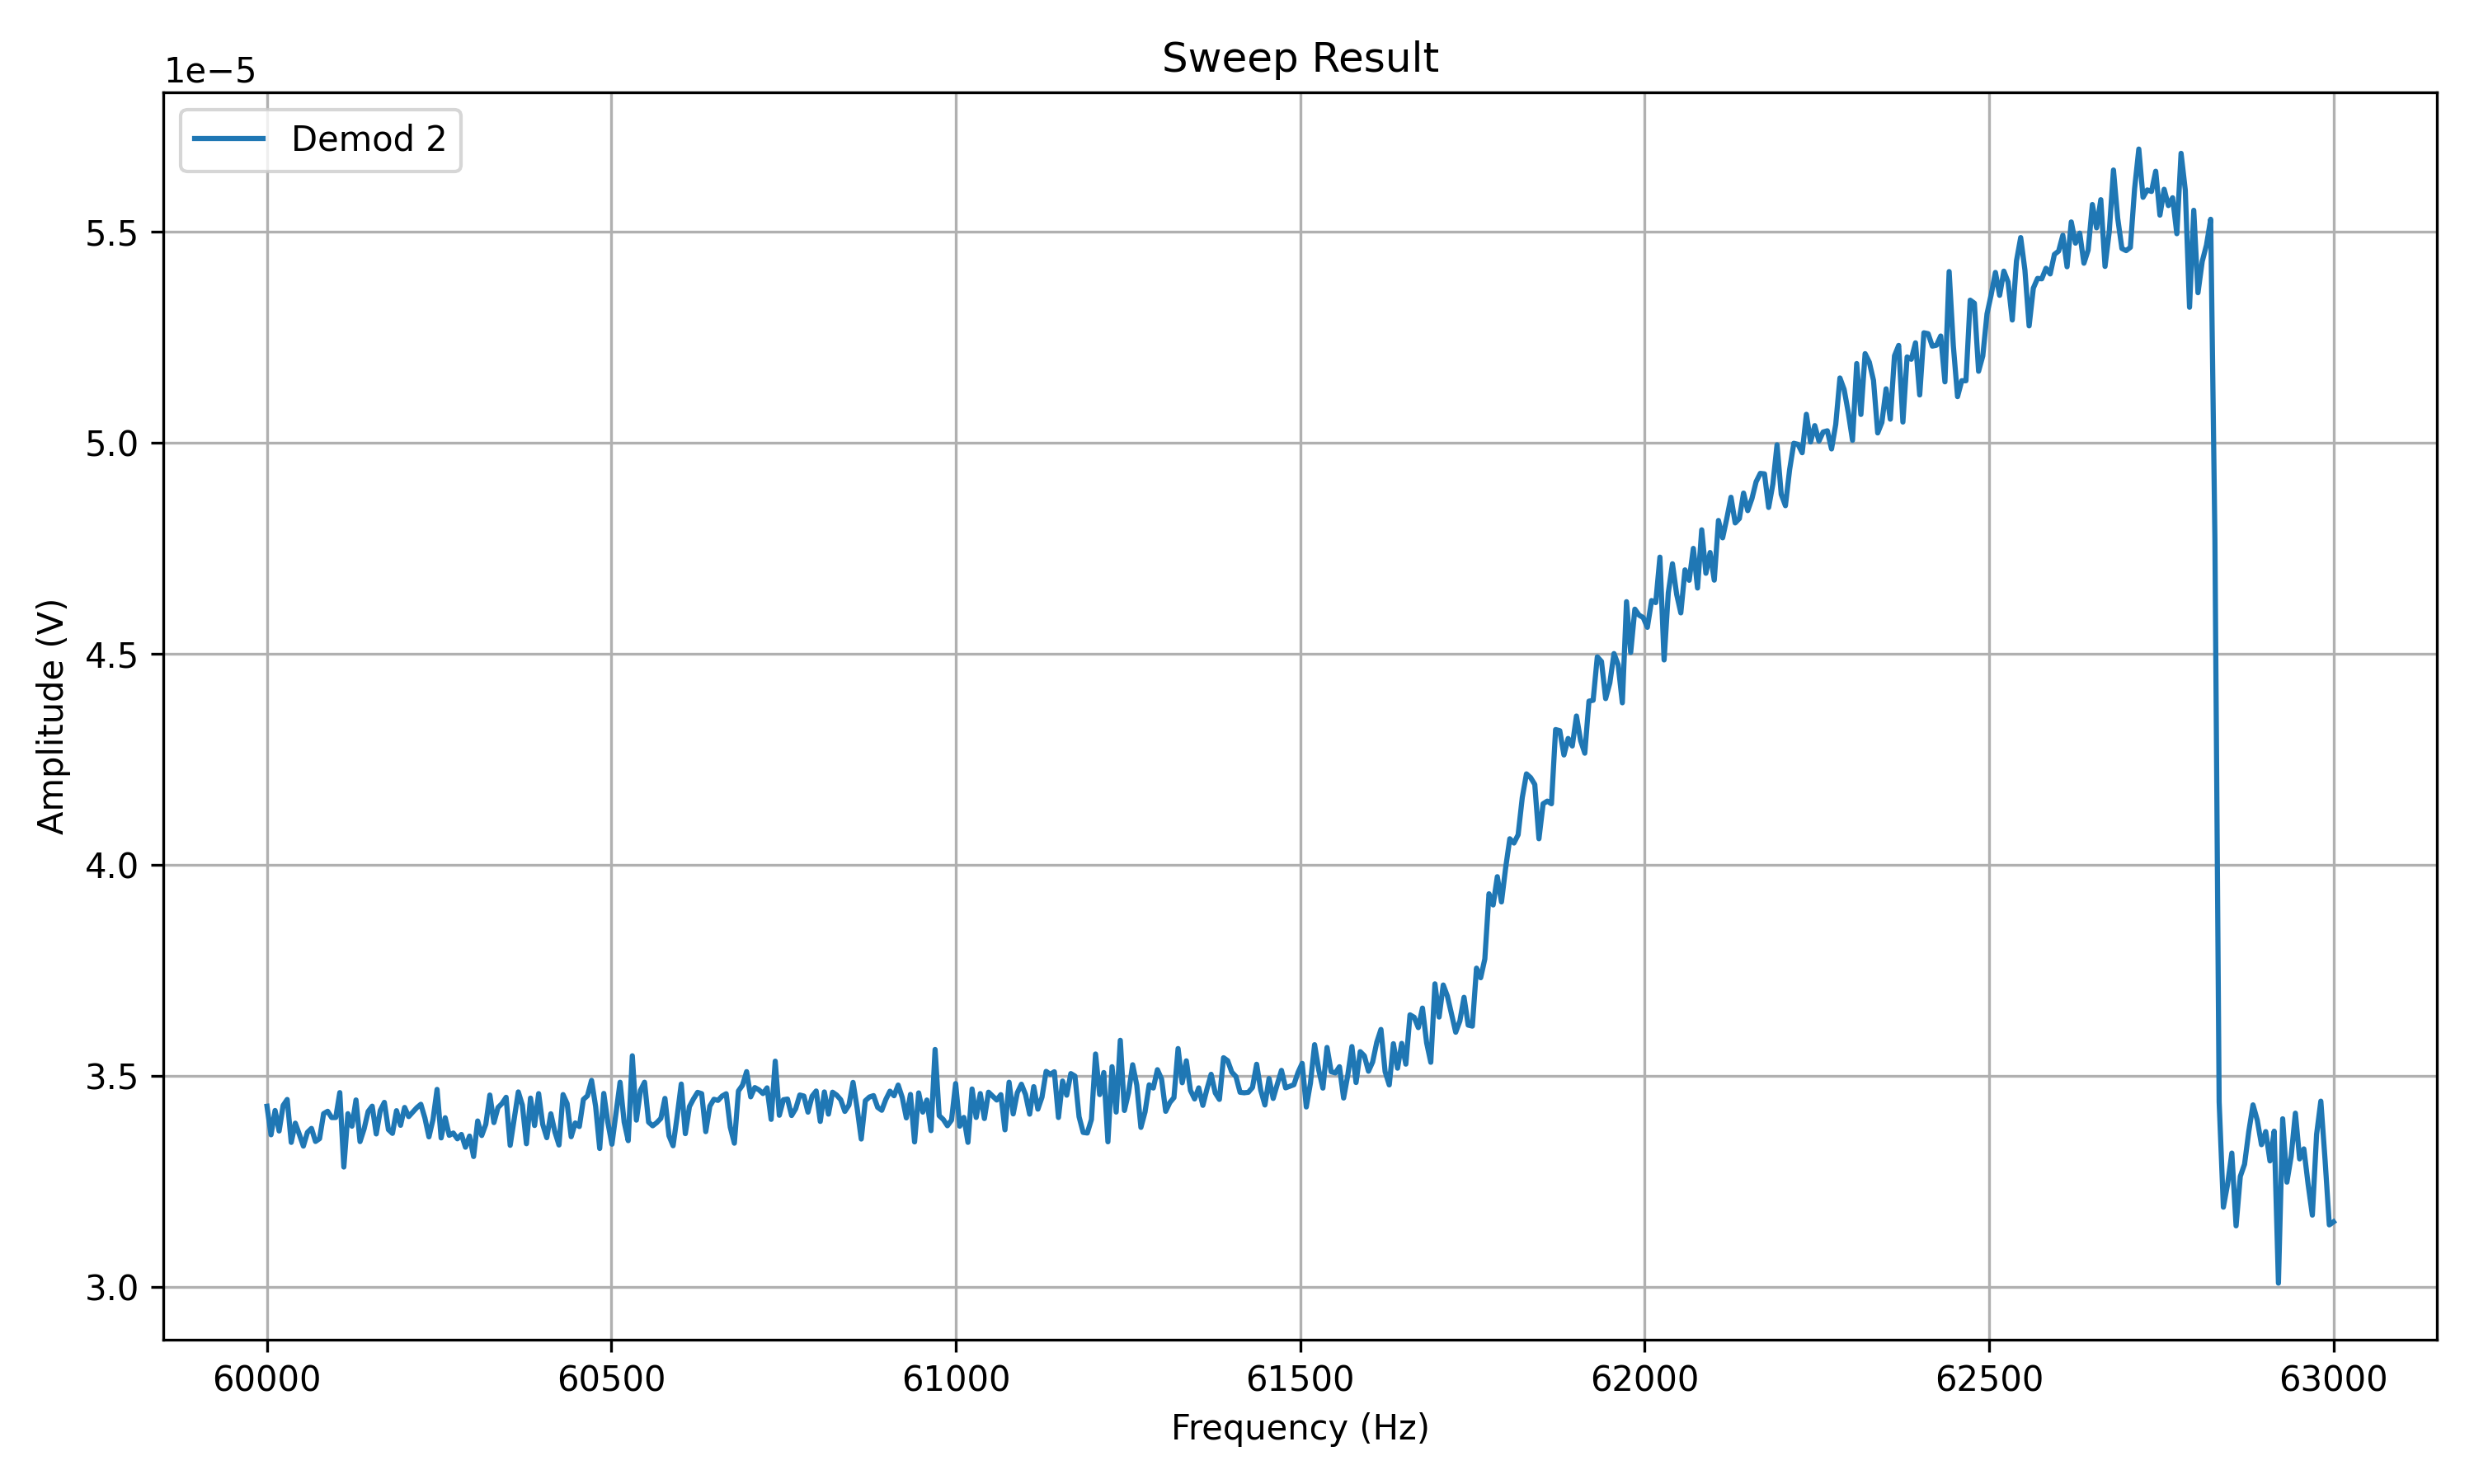 Sweep Result
1e−5
Demod 2
5.5
5.0
4.5
4.0
3.5
3.0
Amplitude (V)
60000 60500 61000 61500 62000 62500 63000
Frequency (Hz)